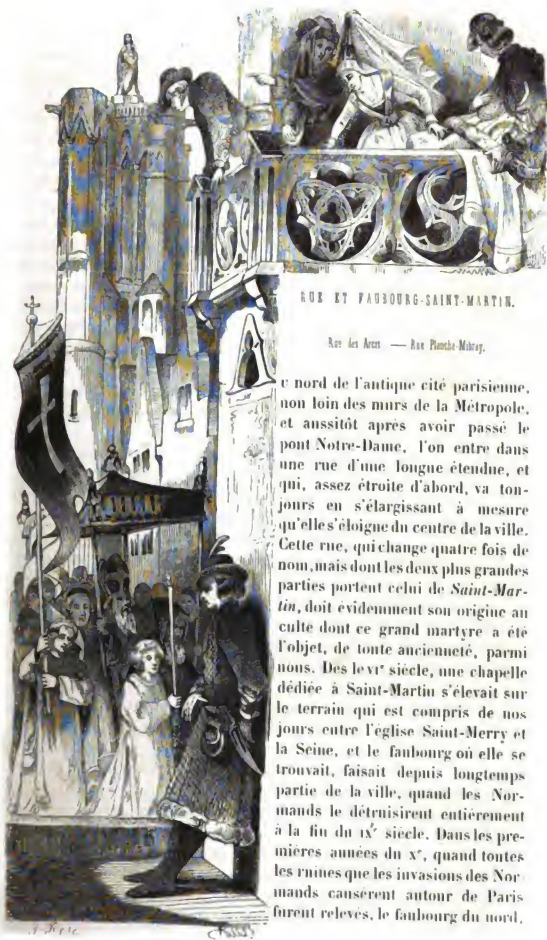 RUE ET FAUBOURG-SAINT-MARTIN.
Rue des Arcis — Rue Planche-Mibray.
u nord de l'antique cité parisienne,
non loin des murs de la Métropole,
et aussitôt après avoir passé le
pont Notre-Dame, l'on entre dans
une rue d'une longue étendue, et
qui, assez étroite d'abord, va tou-
jours en s'élargissant à mesure
qu'elle s'éloigne du centre de la ville.
Cette rue, qui change quatre fois de
nom, mais dont les deux plus grandes
parties portent celui de Saint-Mar-
tin, doit évidemment son origine au
culte dont ce grand martyre a été
l'objet, de toute ancienneté, parmi
nous. Dès le VIe siècle, une chapelle
dédiée à Saint-Martin s'élevait sur
le terrain qui est compris de nos
jours entre l'église Saint-Merry et
la Seine, et le faubourg où elle se
trouvait, faisait depuis longtemps
partie de la ville, quand les Nor-
mands le détruisirent entièrement
à la fin du IXe siècle. Dans les pre-
mières années du Xe, quand toutes
les ruines que les invasions des Nor-
mands causèrent autour de Paris
furent relevés, le faubourg du nord,